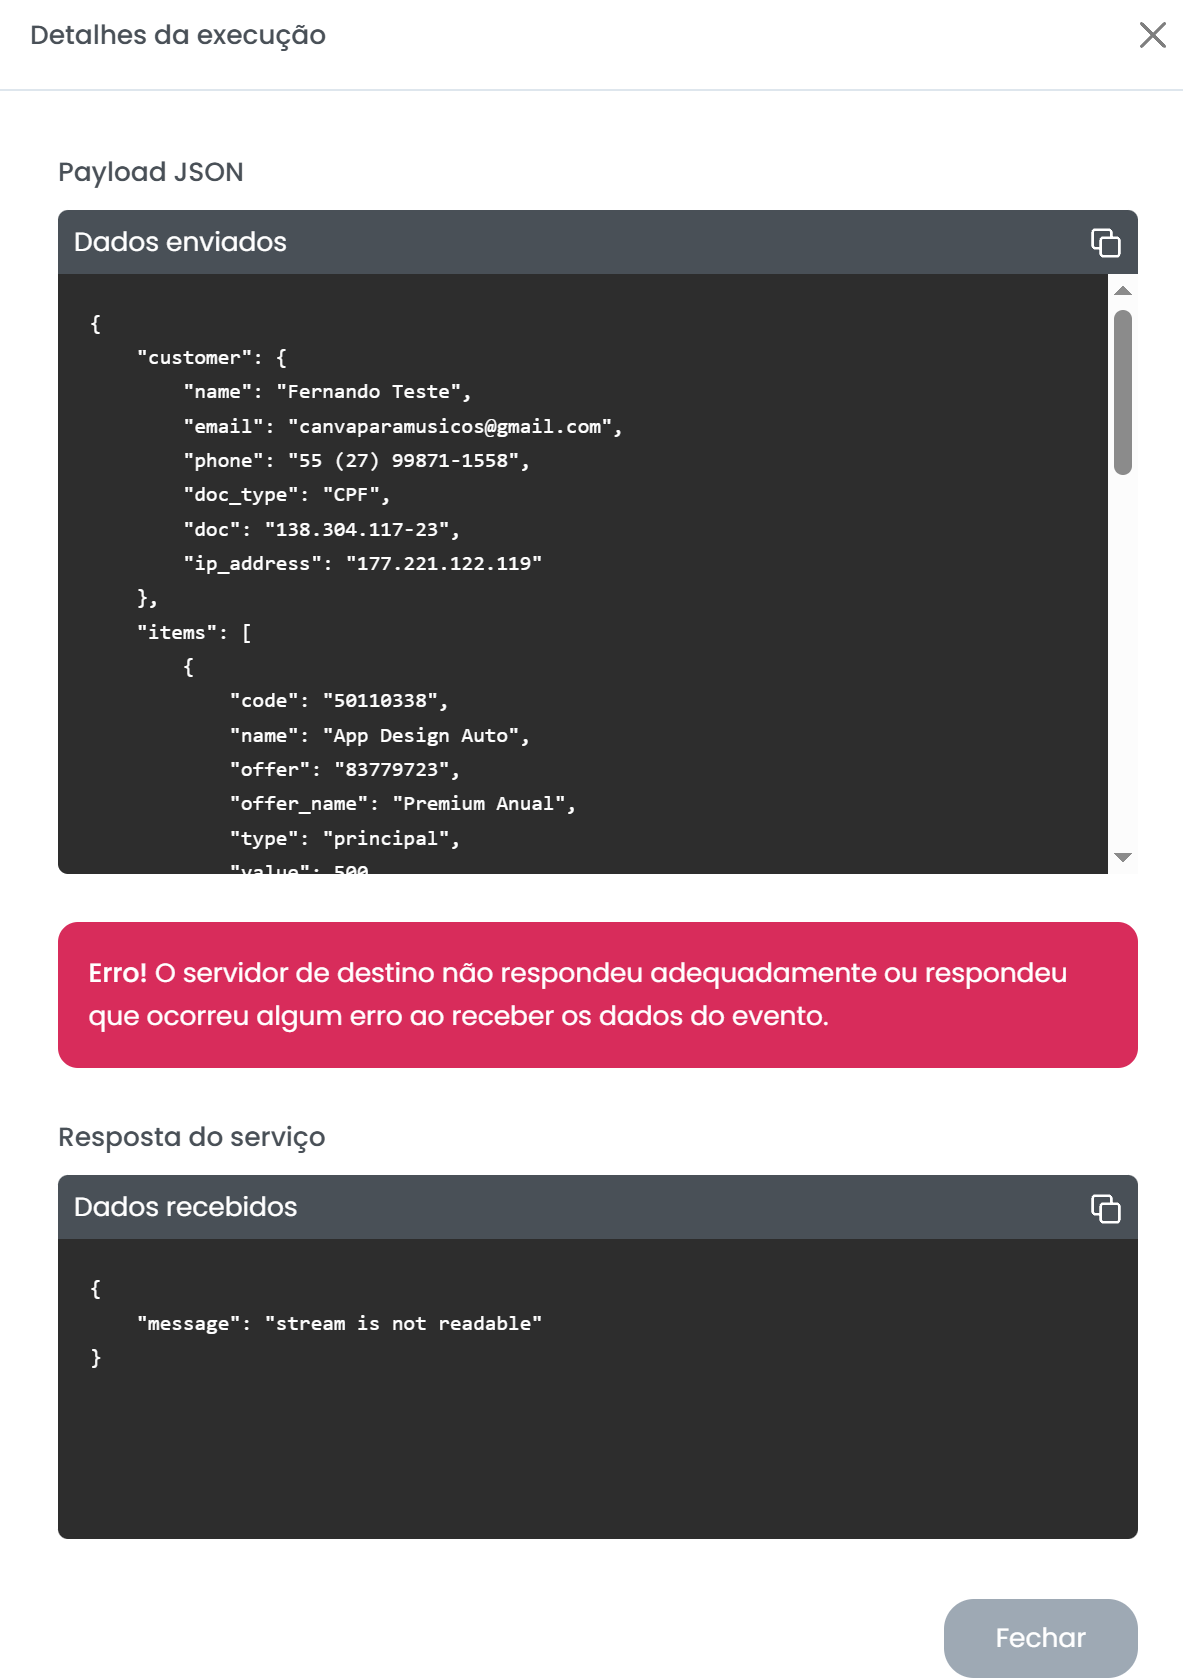 Detalhes da execução
Payload JSON
Dados enviados
{
    "customer": {
        "name": "Fernando Teste",
        "email": "canvaparamusicos@gmail.com",
        "phone": "55 (27) 99871-1558",
        "doc_type": "CPF",
        "doc": "138.304.117-23",
        "ip_address": "177.221.122.119"
    },
    "items": [
        {
            "code": "50110338",
            "name": "App Design Auto",
            "offer": "83779723",
            "offer_name": "Premium Anual",
            "type": "principal",
            "value": 500
Erro! O servidor de destino não respondeu adequadamente ou respondeu
que ocorreu algum erro ao receber os dados do evento.
Resposta do serviço
Dados recebidos
{
    "message": "stream is not readable"
}
Fechar